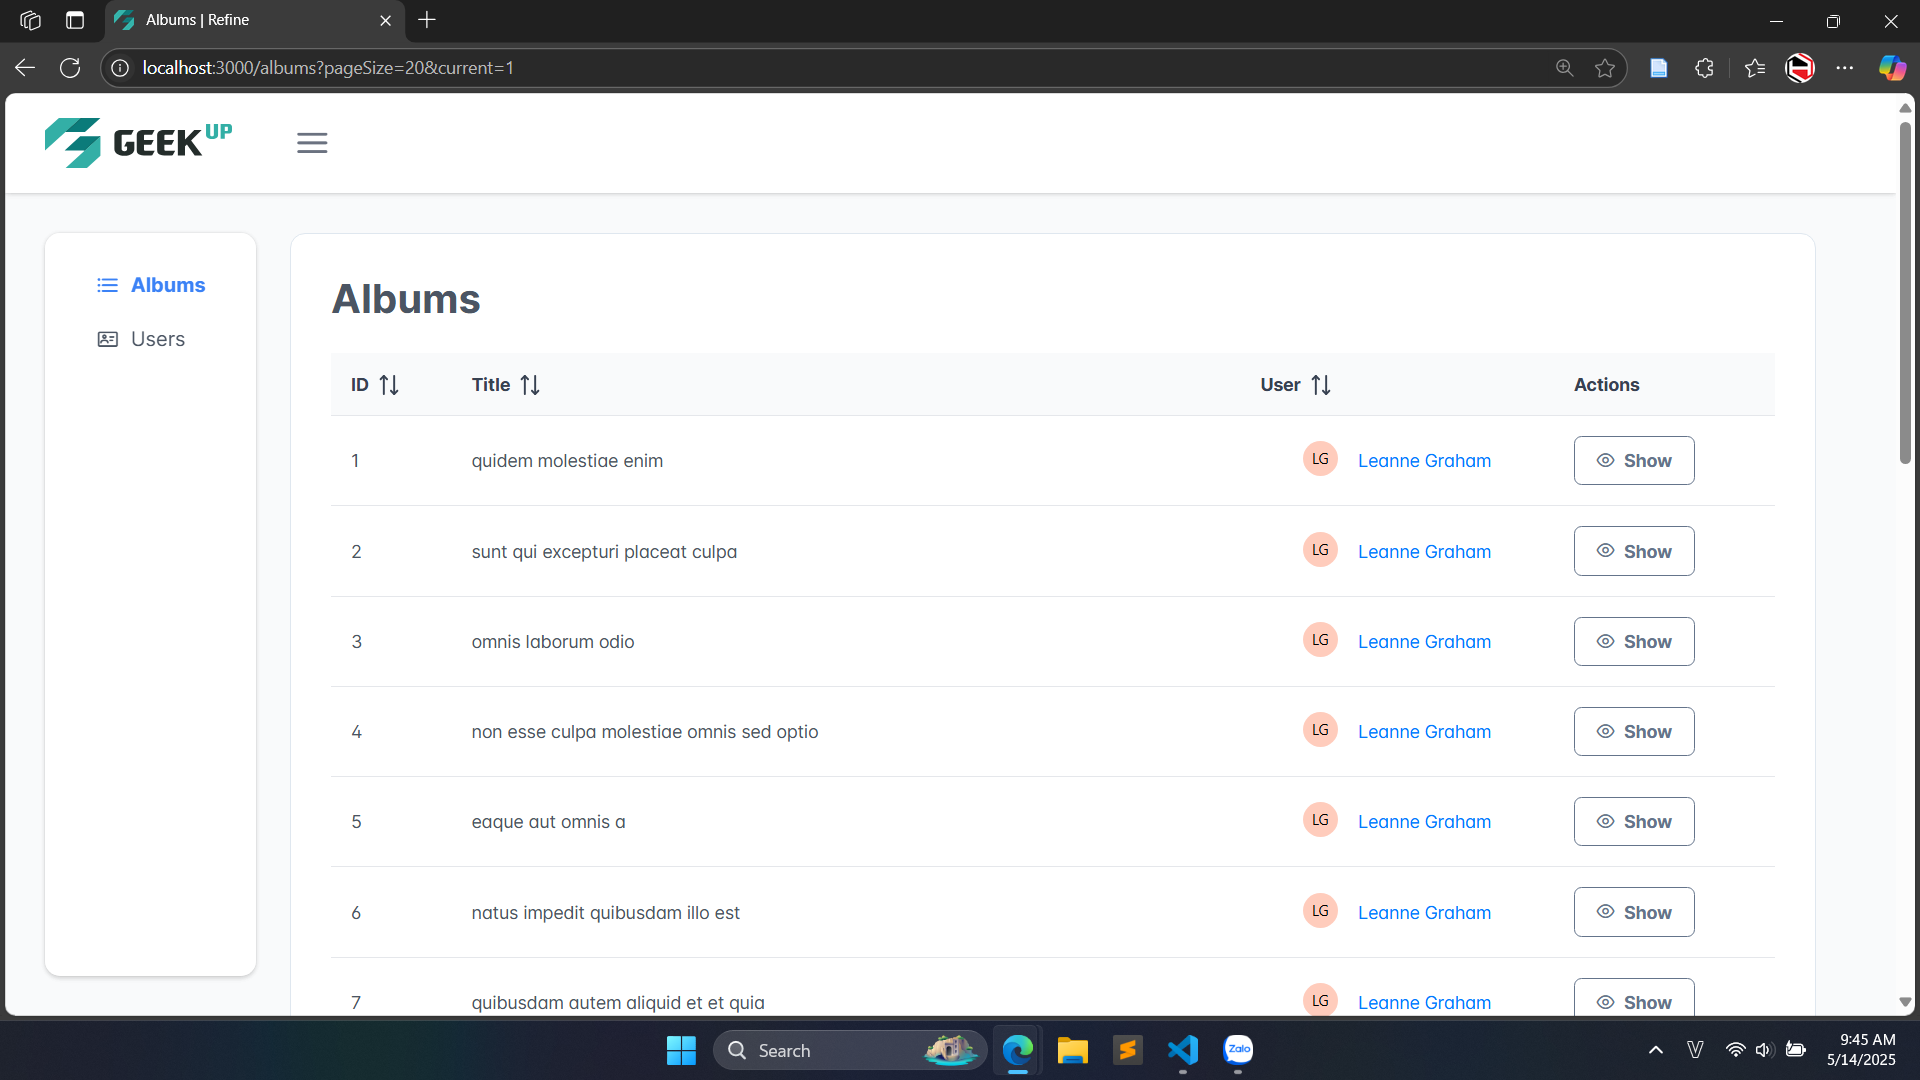 Albums | Refine
localhost:3000/albums?pageSize=20&current=1
GEEK UP
Albums
Users
Albums
ID Title User Actions
1 quidem molestiae enim LG Leanne Graham Show
2 sunt qui excepturi placeat culpa LG Leanne Graham Show
3 omnis laborum odio LG Leanne Graham Show
4 non esse culpa molestiae omnis sed optio LG Leanne Graham Show
5 eaque aut omnis a LG Leanne Graham Show
6 natus impedit quibusdam illo est LG Leanne Graham Show
7 quibusdam autem aliquid et et quia LG Leanne Graham Show
Search
Zalo
V
9:45 AM
5/14/2025